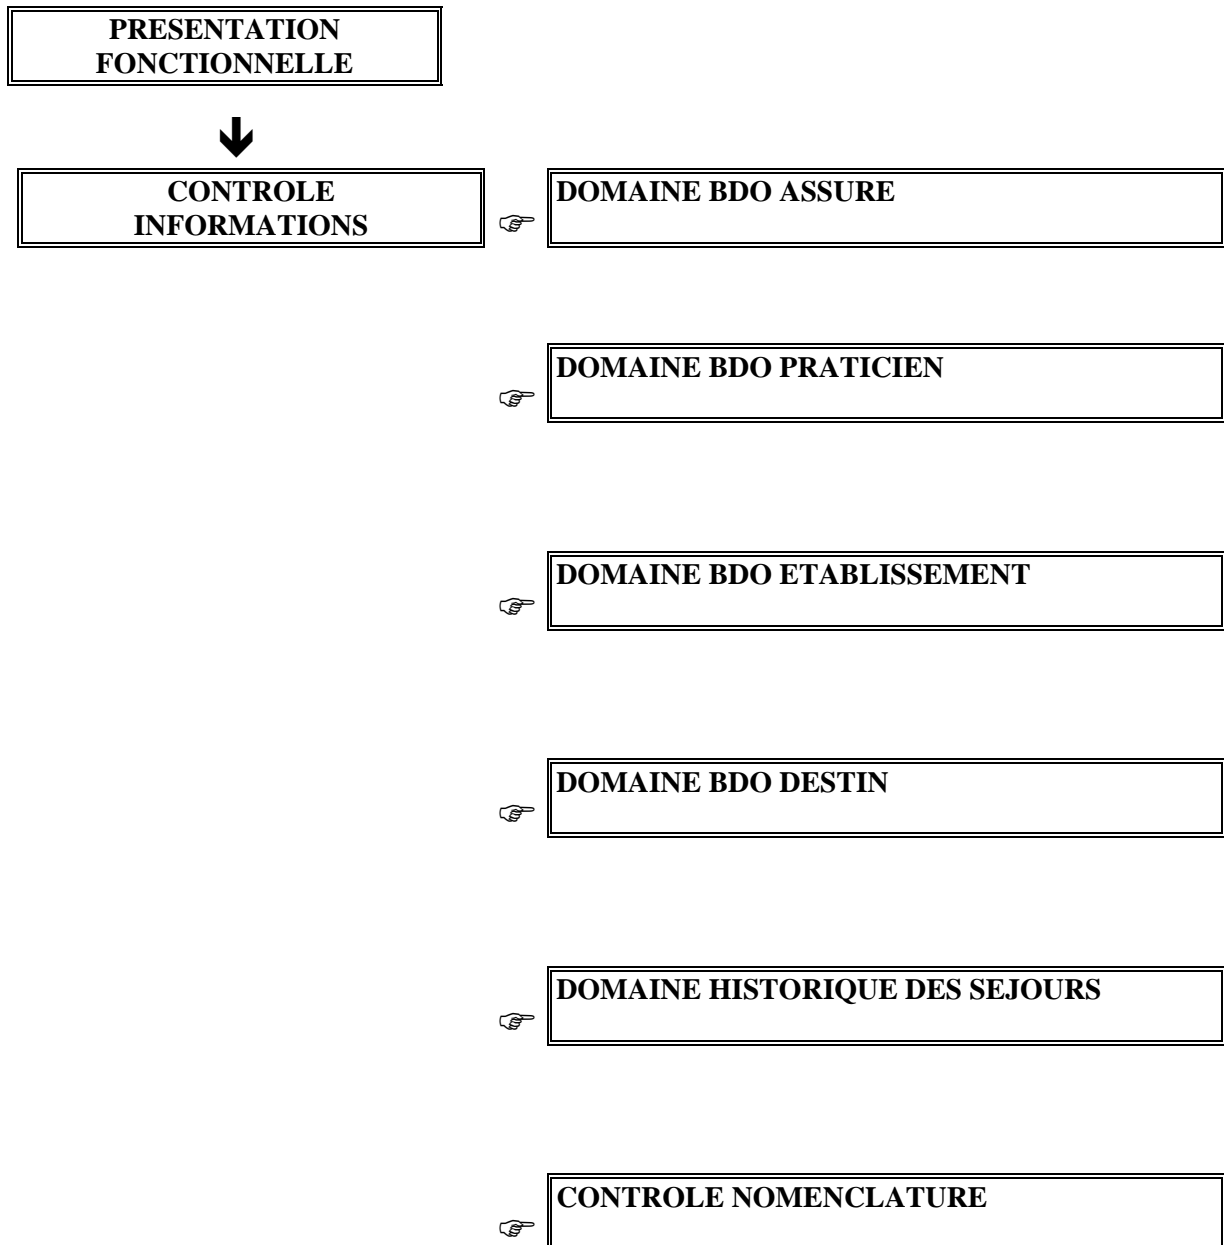 PRESENTATION
FONCTIONNELLE
CONTROLE
INFORMATIONS
DOMAINE BDO ASSURE
DOMAINE BDO PRATICIEN
DOMAINE BDO ETABLISSEMENT
DOMAINE BDO DESTIN
DOMAINE HISTORIQUE DES SEJOURS
CONTROLE NOMENCLATURE